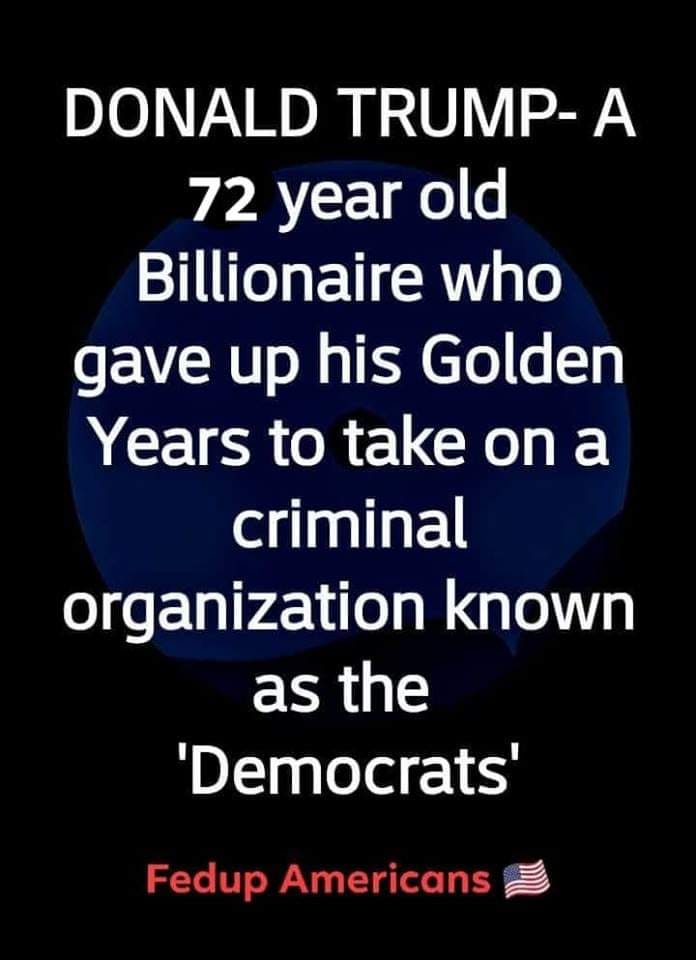 DONALD TRUMP- A
72 year old
Billionaire who
gave up his Golden
Years to take on a
criminal
organization known
as the
'Democrats'
Fedup Americans 🇺🇸